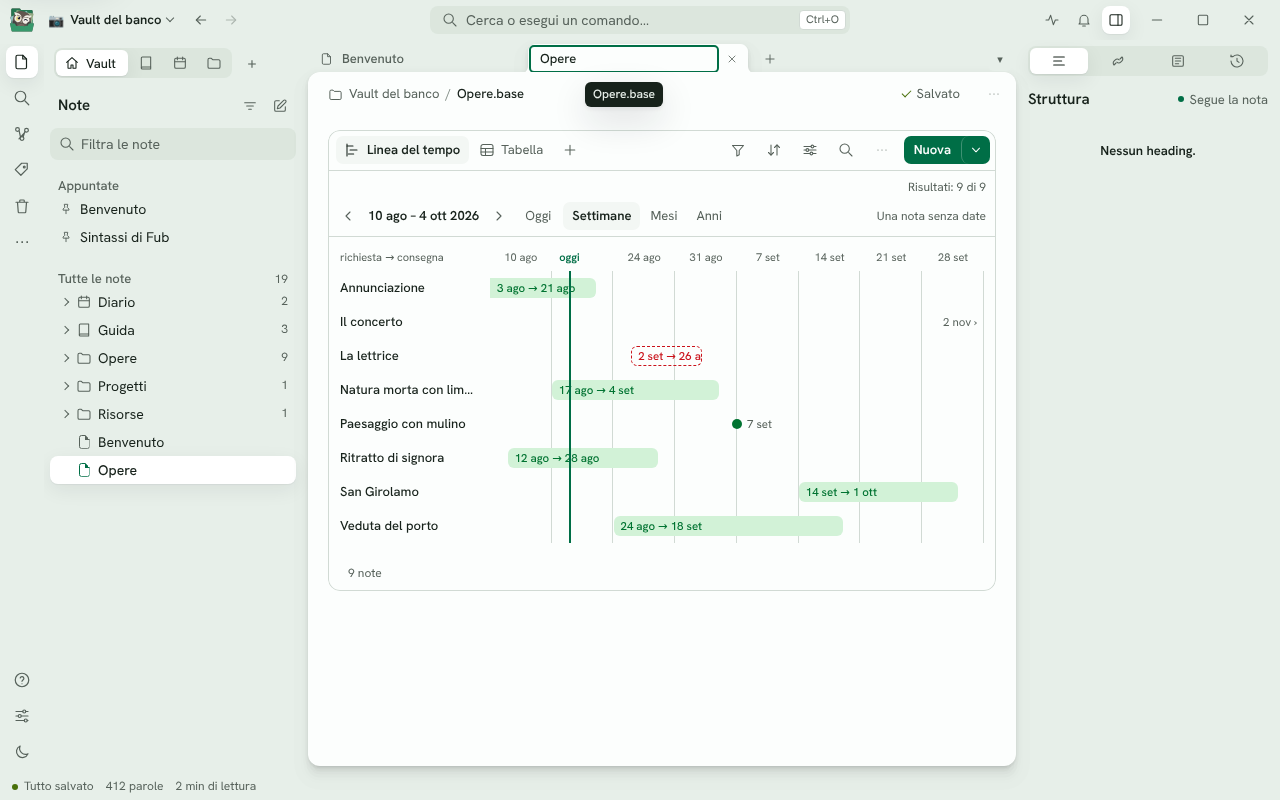 Vault del banco
Cerca o esegui un comando…
Ctrl+O
Vault
Benvenuto
Opere
Note
Filtra le note
Appuntate
Benvenuto
Sintassi di Fub
Tutte le note 19
Diario 2
Guida 3
Opere 9
Progetti 1
Risorse 1
Benvenuto
Opere
Vault del banco / Opere.base
Opere.base
Salvato
Linea del tempo
Tabella
Nuova
Risultati: 9 di 9
10 ago – 4 ott 2026
Oggi
Settimane
Mesi
Anni
Una nota senza date
richiesta → consegna
10 ago
oggi
24 ago
31 ago
7 set
14 set
21 set
28 set
Annunciazione
3 ago → 21 ago
Il concerto
2 nov ›
La lettrice
2 set → 26 a
Natura morta con lim…
17 ago → 4 set
Paesaggio con mulino
7 set
Ritratto di signora
12 ago → 28 ago
San Girolamo
14 set → 1 ott
Veduta del porto
24 ago → 18 set
9 note
Struttura
Segue la nota
Nessun heading.
Tutto salvato
412 parole
2 min di lettura